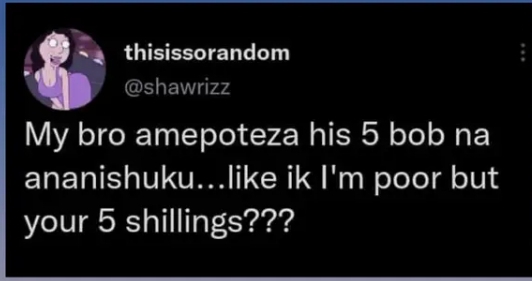 thisissorandom
@shawrizz
My bro amepoteza his 5 bob na
ananishuku...like ik I'm poor but
your 5 shillings???